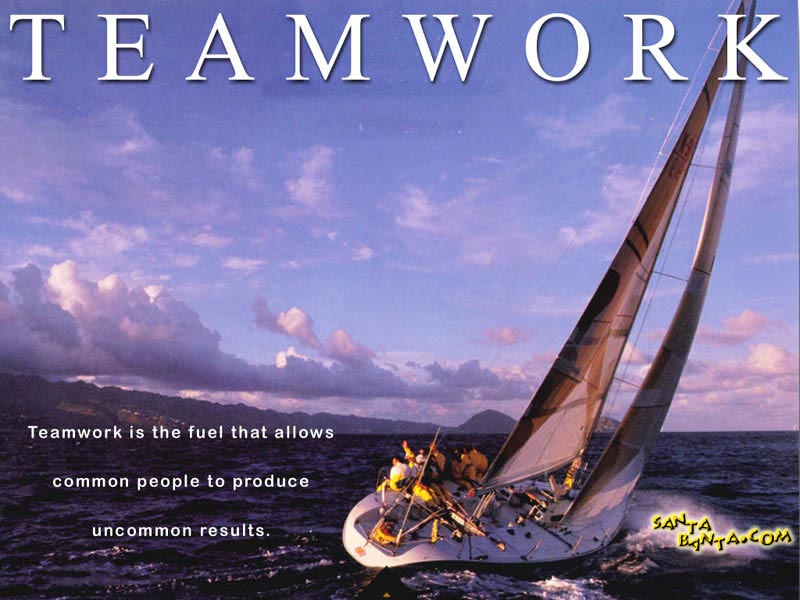 TEAMWORK
Teamwork is the fuel that allows
common people to produce
uncommon results.
SANTA
BANTA.COM